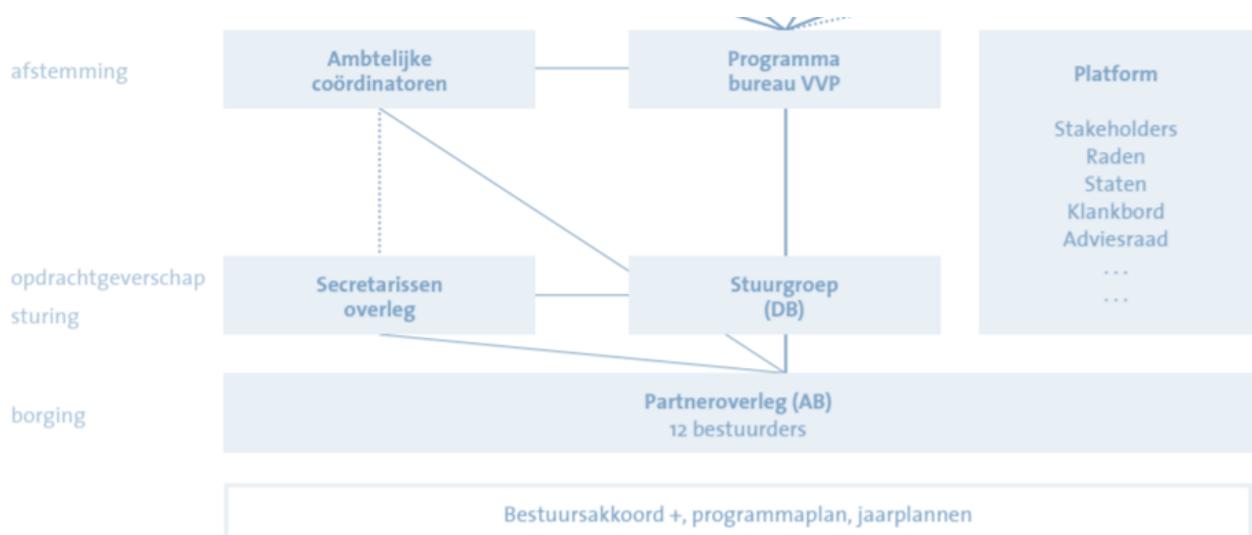 afstemming
Ambtelijke
coördinatoren
Programma
bureau VVP
Platform
Stakeholders
Raden
Staten
Klankbord
Adviesraad
...
...
opdrachtgeverschap
sturing
Secretarissen
overleg
Stuurgroep
(DB)
borging
Partneroverleg (AB)
12 bestuurders
Bestuursakkoord +, programmaplan, jaarplannen